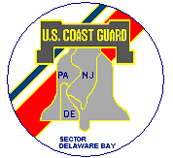 U.S. COAST GUARD
PA NJ
DE
SECTOR
DELAWARE BAY